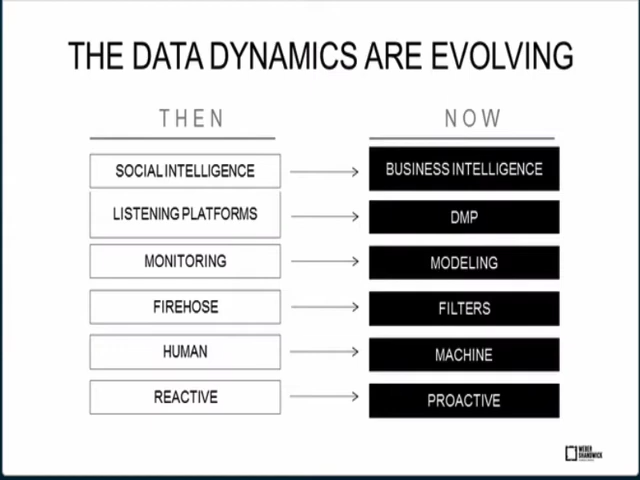 THE DATA DYNAMICS ARE EVOLVING
THEN NOW
SOCIAL INTELLIGENCE BUSINESS INTELLIGENCE
LISTENING PLATFORMS DMP
MONITORING MODELING
FIREHOSE FILTERS
HUMAN MACHINE
REACTIVE PROACTIVE
WEBER
SHANDWICK